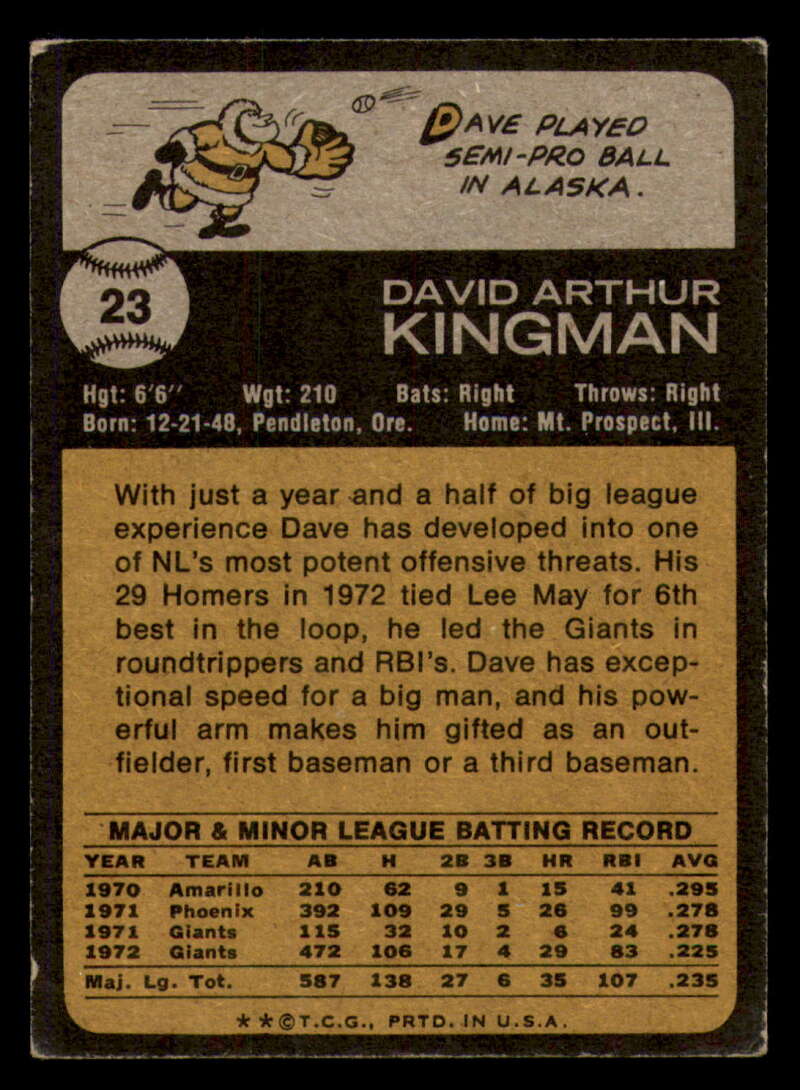 DAVE PLAYED
SEMI-PRO BALL
IN ALASKA.
23
DAVID ARTHUR
KINGMAN
Hgt: 6'6" Wgt: 210 Bats: Right Throws: Right
Born: 12-21-48, Pendleton, Ore. Home: Mt. Prospect, Ill.
With just a year and a half of big league
experience Dave has developed into one
of NL's most potent offensive threats. His
29 Homers in 1972 tied Lee May for 6th
best in the loop, he led the Giants in
roundtrippers and RBI's. Dave has excep-
tional speed for a big man, and his pow-
erful arm makes him gifted as an out-
fielder, first baseman or a third baseman.
MAJOR & MINOR LEAGUE BATTING RECORD
YEAR TEAM AB H 2B 3B HR RBI AVG
1970 Amarillo 210 62 9 1 15 41 .295
1971 Phoenix 392 109 29 5 26 99 .278
1971 Giants 115 32 10 2 6 24 .278
1972 Giants 472 106 17 4 29 83 .225
Maj. Lg. Tot. 587 138 27 6 35 107 .235
**©T.C.G., PRTD. IN U.S.A.